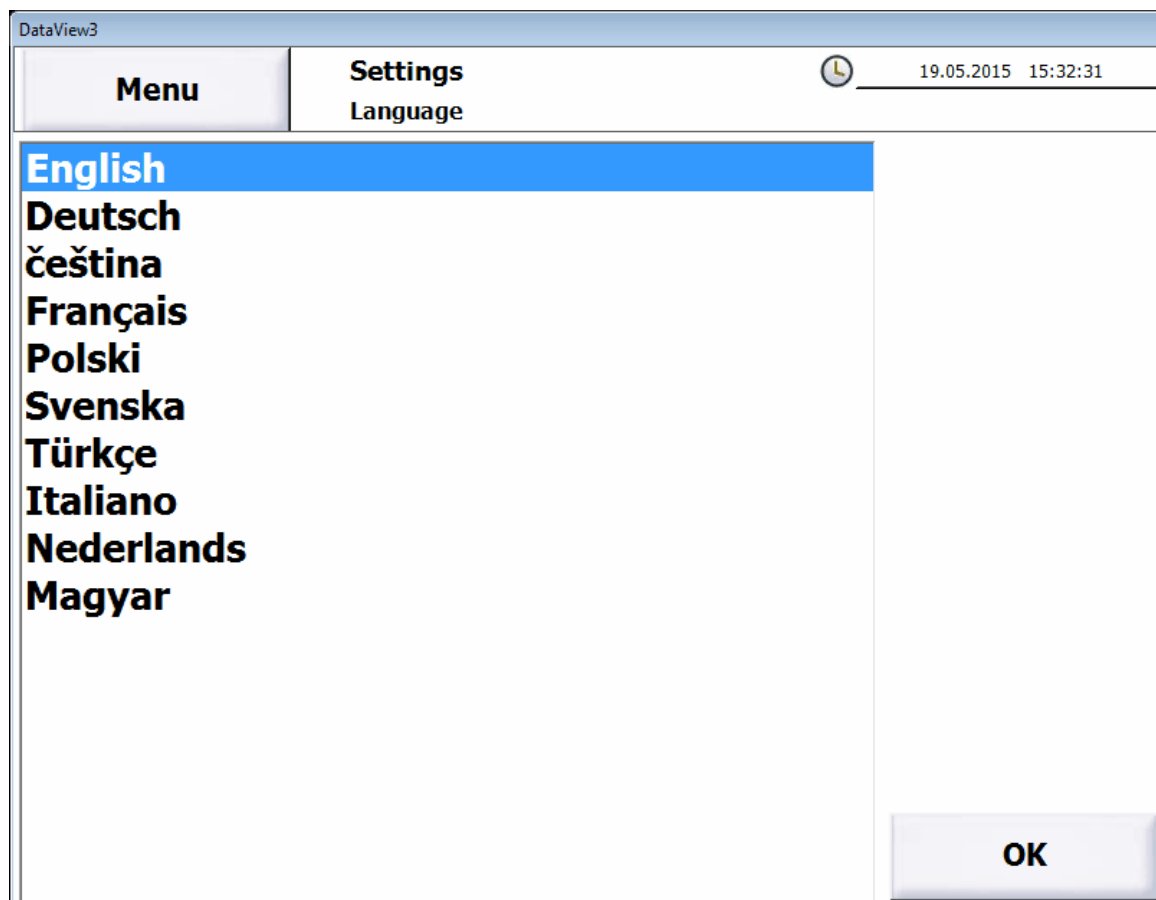 DataView3
Menu
Settings
19.05.2015 15:32:31
Language
English
Deutsch
čeština
Français
Polski
Svenska
Türkçe
Italiano
Nederlands
Magyar
OK